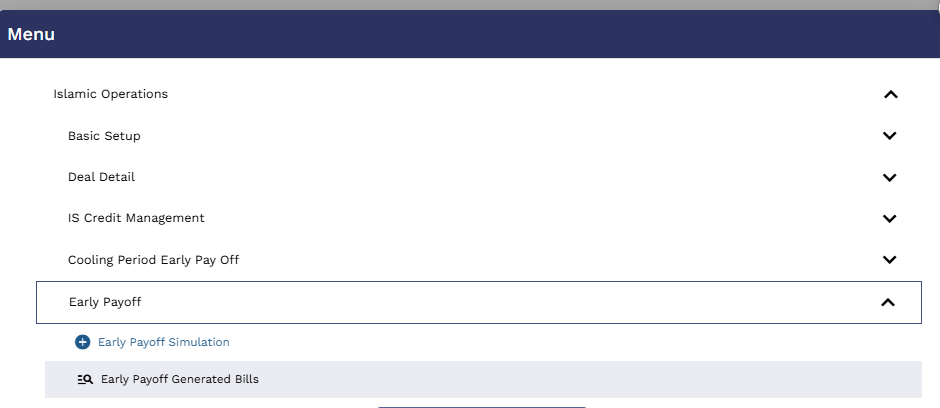 Menu
Islamic Operations
Basic Setup
Deal Detail
IS Credit Management
Cooling Period Early Pay Off
Early Payoff
Early Payoff Simulation
Early Payoff Generated Bills